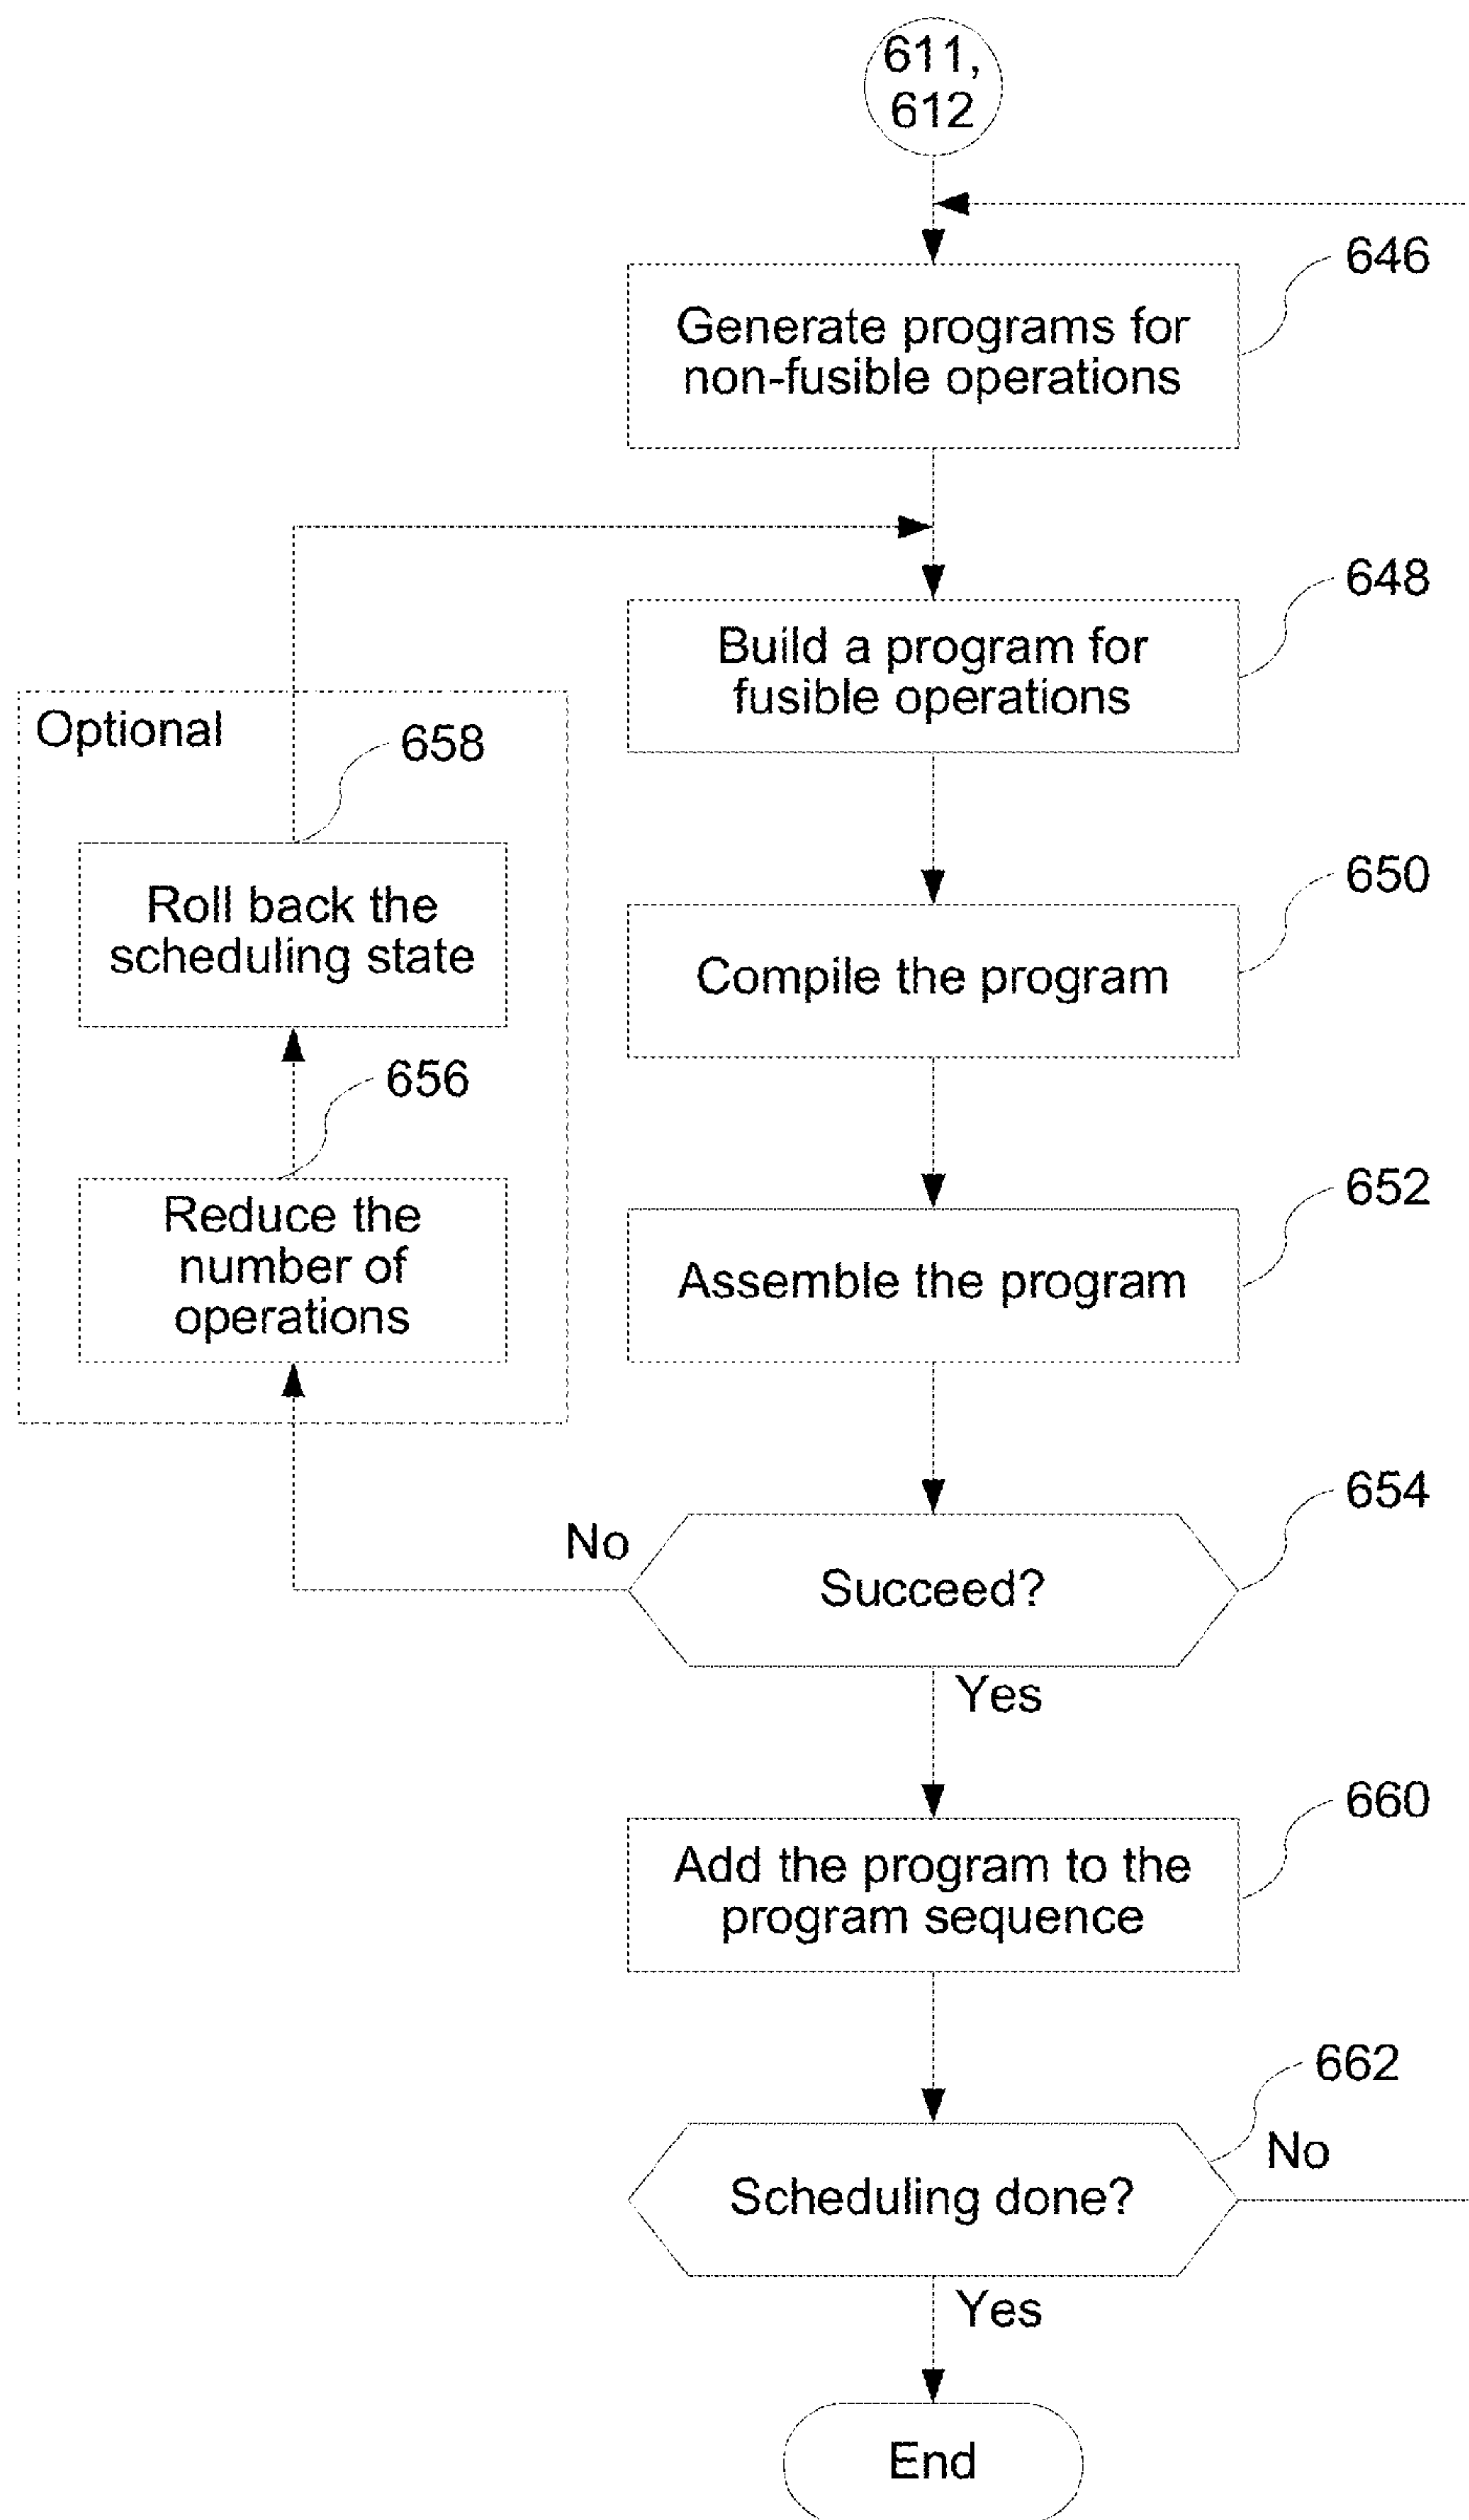 611,
612
646
Generate programs for
non-fusible operations
648
Build a program for
fusible operations
Optional
658
Roll back the
scheduling state
650
Compile the program
656
Reduce the
number of
operations
652
Assemble the program
654
No
Succeed?
Yes
660
Add the program to the
program sequence
662
No
Scheduling done?
Yes
End